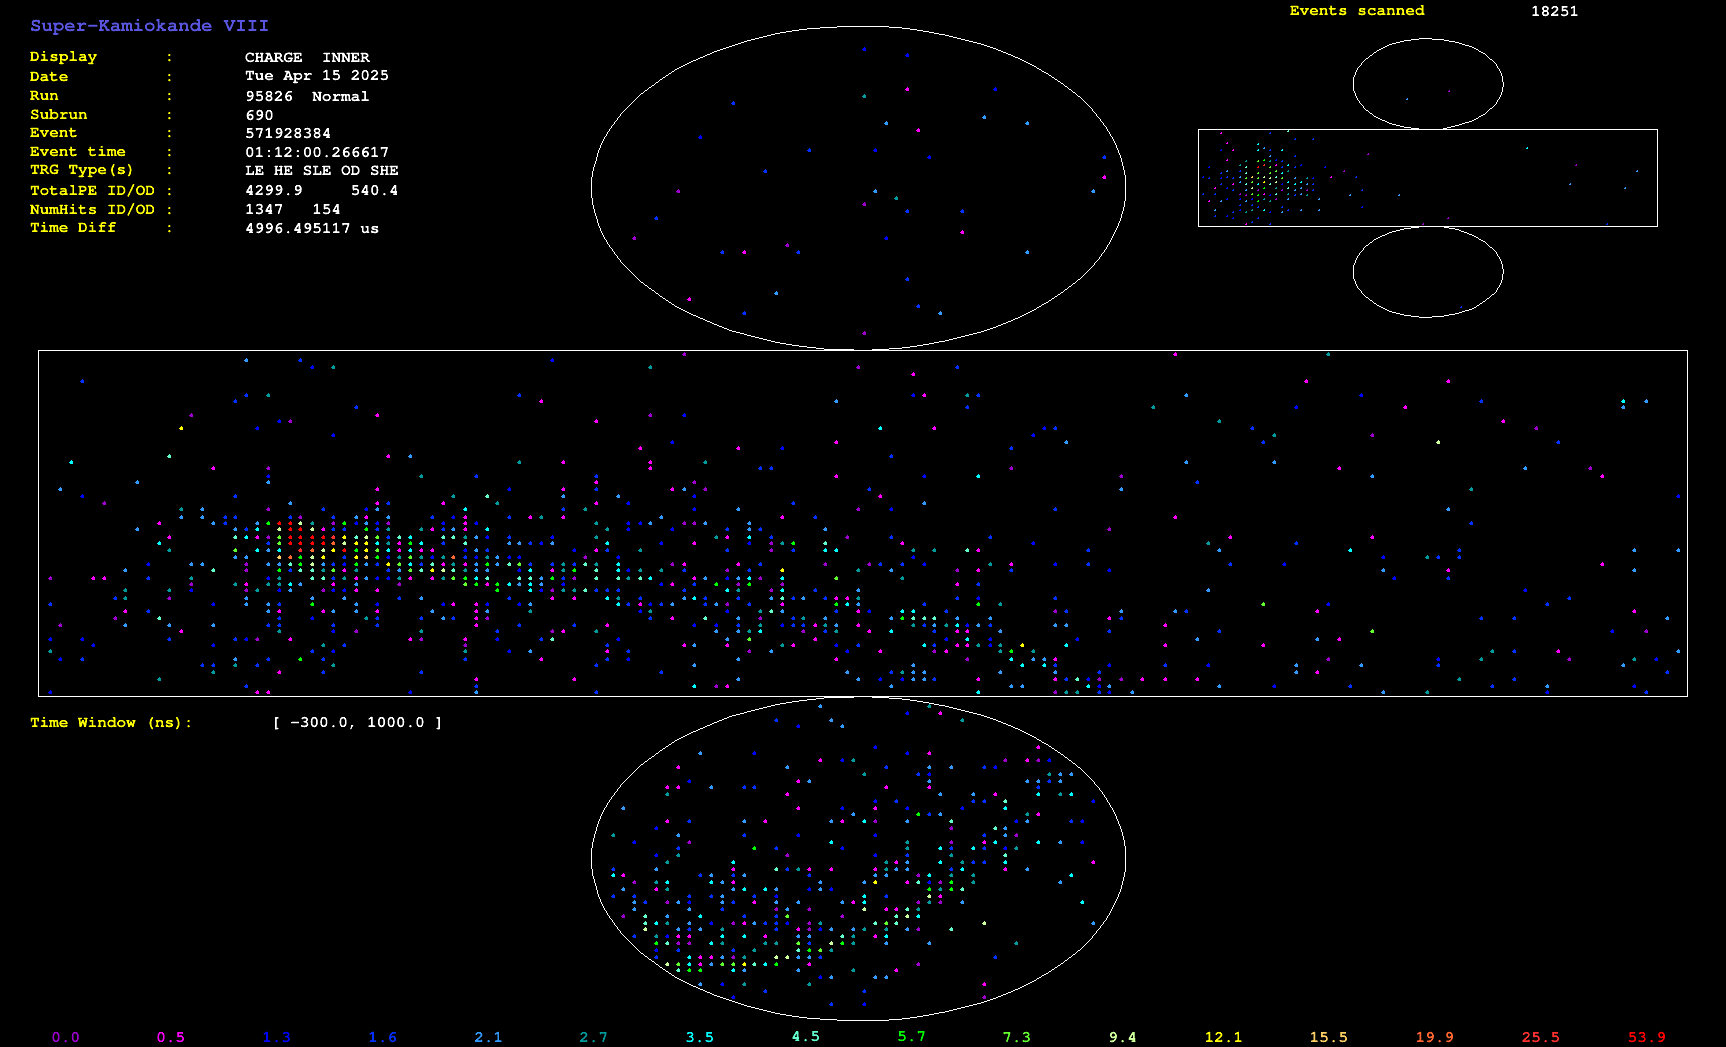 Super-Kamiokande VIII
Events scanned 18251
Display : CHARGE INNER
Date : Tue Apr 15 2025
Run : 95826 Normal
Subrun : 690
Event : 571928384
Event time : 01:12:00.266617
TRG Type(s) : LE HE SLE OD SHE
TotalPE ID/OD : 4299.9 540.4
NumHits ID/OD : 1347 154
Time Diff : 4996.495117 us
Time Window (ns): [ -300.0, 1000.0 ]
0.0 0.5 1.3 1.6 2.1 2.7 3.5 4.5 5.7 7.3 9.4 12.1 15.5 19.9 25.5 53.9